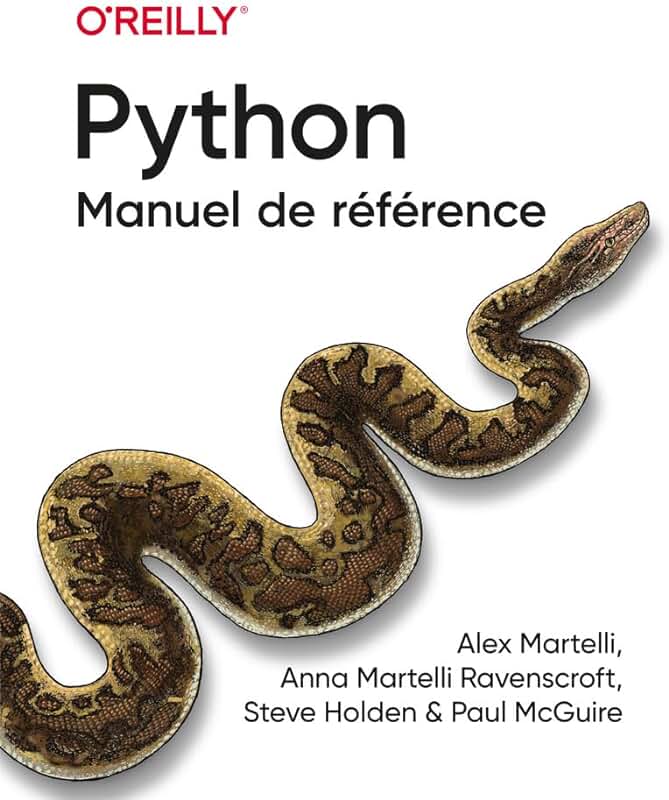 O'REILLY®
Python
Manuel de référence
Alex Martelli,
Anna Martelli Ravenscroft,
Steve Holden & Paul McGuire